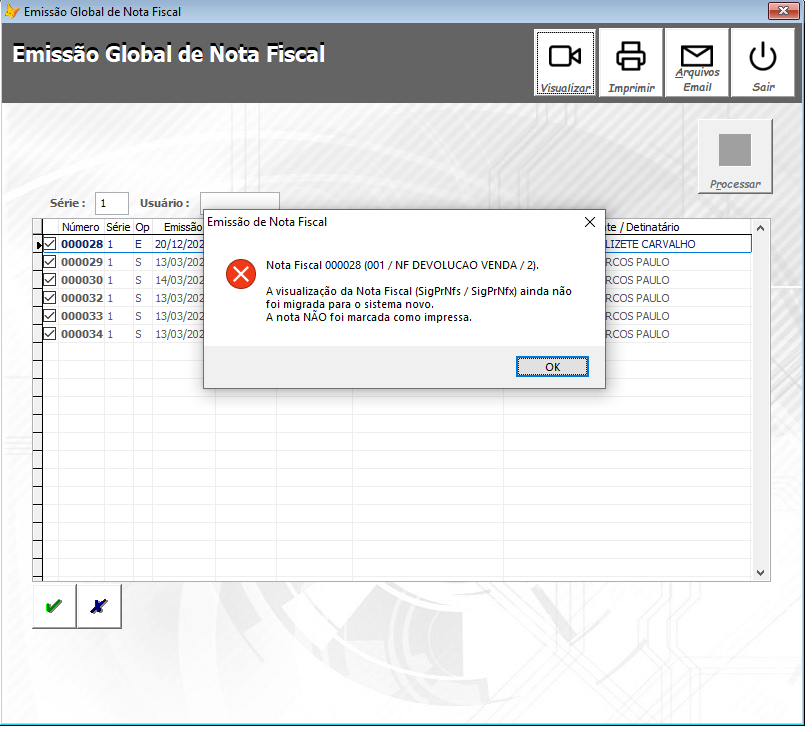 Emissão Global de Nota Fiscal
Emissão Global de Nota Fiscal
Visualizar
Imprimir
Arquivos
Email
Sair
Processar
Série : 1 Usuário :
Número Série Op Emissão te / Detinatário
000028 1 E 20/12/202 LIZETE CARVALHO
000029 1 S 13/03/202 RCOS PAULO
000030 1 S 14/03/202 RCOS PAULO
000032 1 S 13/03/202 RCOS PAULO
000033 1 S 13/03/202 RCOS PAULO
000034 1 S 13/03/202 RCOS PAULO
Emissão de Nota Fiscal
Nota Fiscal 000028 (001 / NF DEVOLUCAO VENDA / 2).
A visualização da Nota Fiscal (SigPrNfs / SigPrNfx) ainda não
foi migrada para o sistema novo.
A nota NÃO foi marcada como impressa.
OK